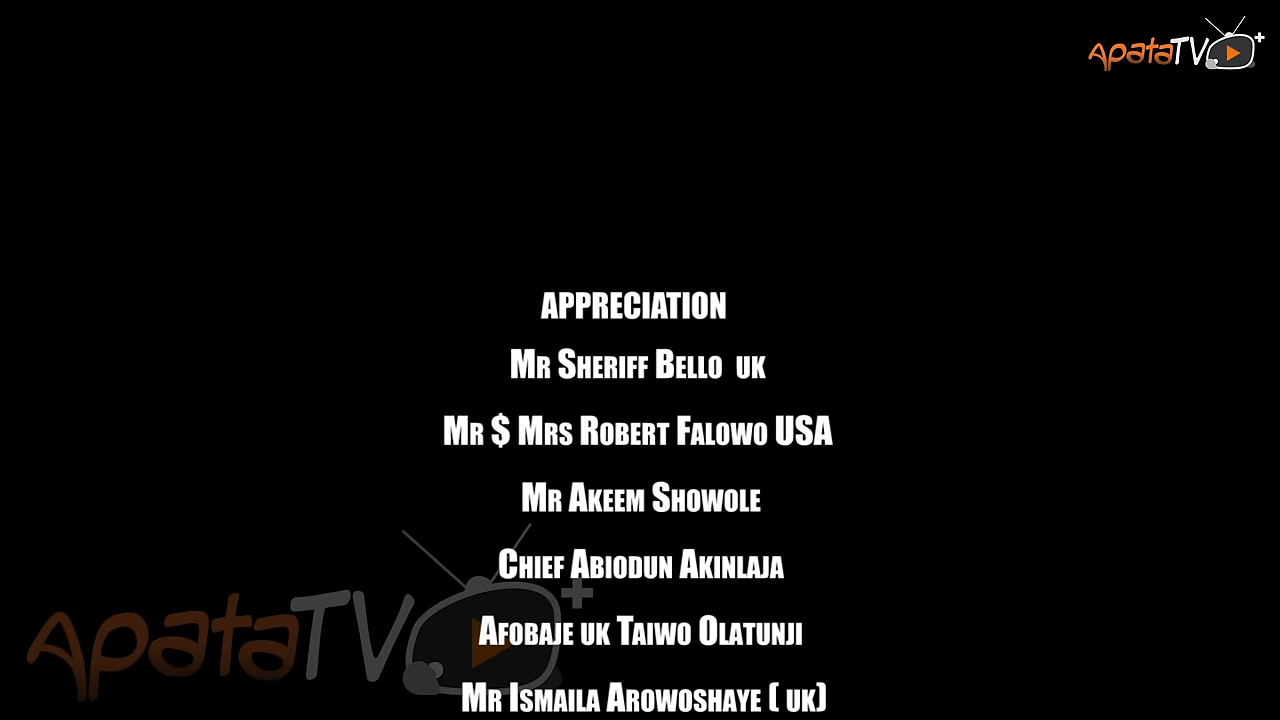 ApataTV+
APPRECIATION
Mr Sheriff Bello uk
Mr $ Mrs Robert Falowo USA
Mr Akeem Showole
Chief Abiodun Akinlaja
Afobaje uk Taiwo Olatunji
ApataTV+
Mr Ismaila Arowoshaye ( uk)